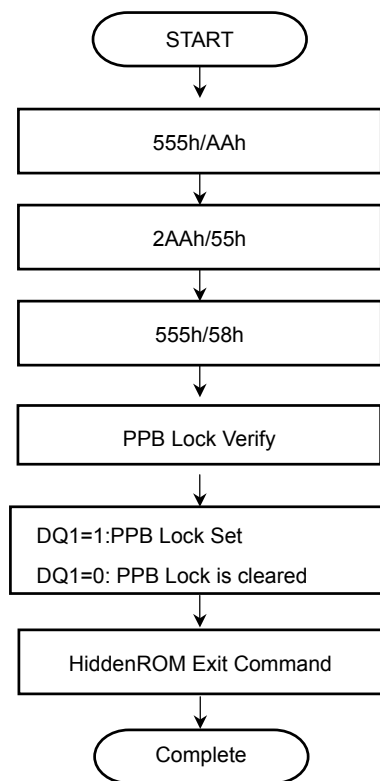 START
555h/AAh
2AAh/55h
555h/58h
PPB Lock Verify
DQ1=1:PPB Lock Set
DQ1=0: PPB Lock is cleared
HiddenROM Exit Command
Complete